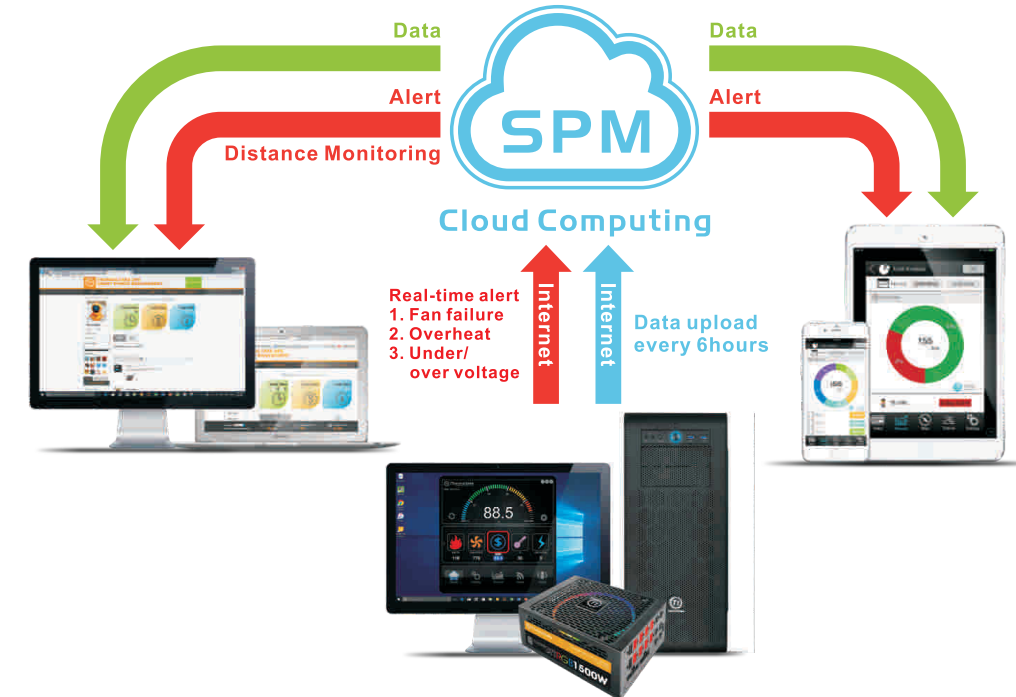 Data
Data
Alert
Alert
SPM
Distance Monitoring
Cloud Computing
Real-time alert
1. Fan failure
2. Overheat
3. Under/
over voltage
Internet
Internet
Data upload
every 6hours
88.5
1500W